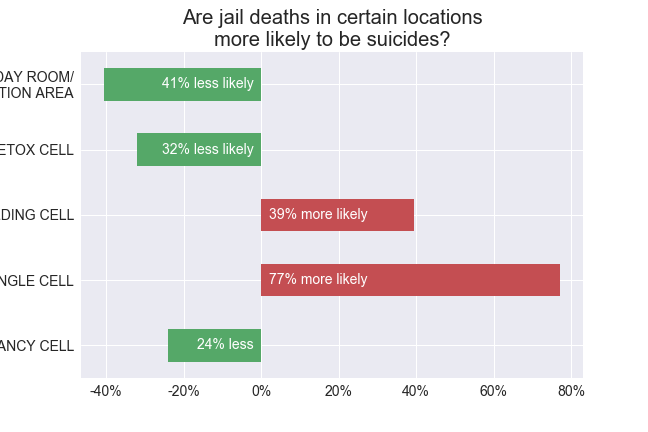 Are jail deaths in certain locations
more likely to be suicides?
DAY ROOM/
TION AREA
41% less likely
ETOX CELL
32% less likely
DING CELL
39% more likely
NGLE CELL
77% more likely
ANCY CELL
24% less
-40% -20% 0% 20% 40% 60% 80%